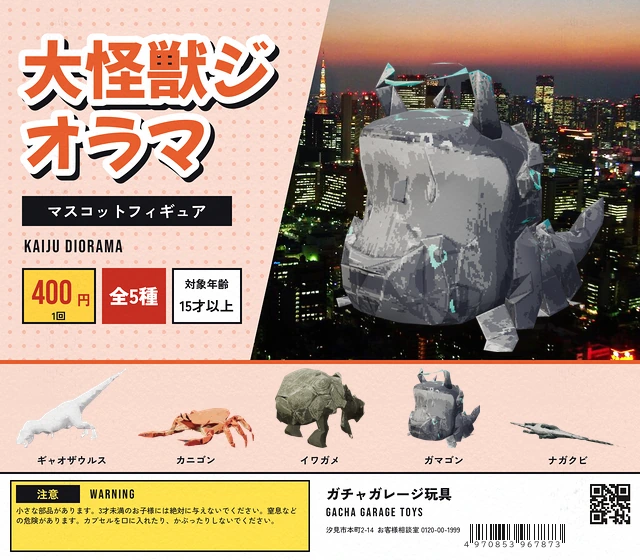 大怪獣ジ
オラマ
マスコットフィギュア
KAIJU DIORAMA
400円
1回
全5種
対象年齢
15才以上
ギャオザウルス
カニゴン
イワガメ
ガマゴン
ナガクビ
注意 WARNING
小さな部品があります。3才未満のお子様には絶対に与えないでください。窒息など
の危険があります。カプセルを口に入れたり、かぶったりしないでください。
ガチャガレージ玩具
GACHA GARAGE TOYS
汐見市本町2-14 お客様相談室 0120-00-1999
4 970853 967873